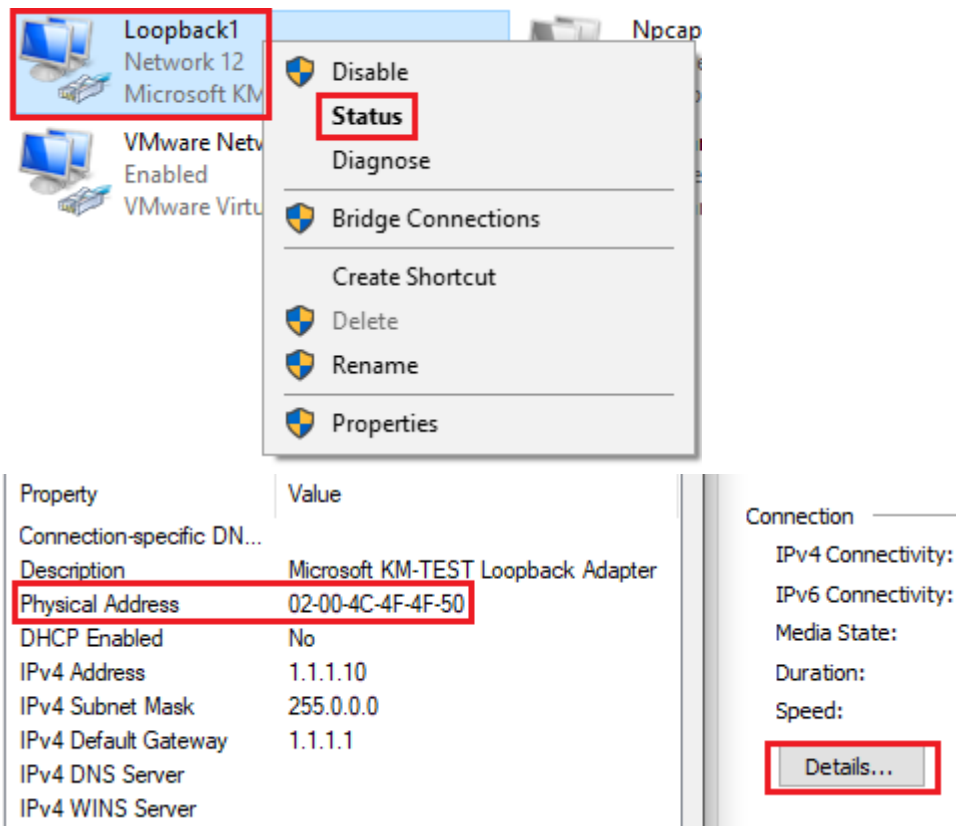 Loopback1
Network 12
Microsoft KM
VMware Netw
Enabled
VMware Virtu
Npcap
Disable
Status
Diagnose
Bridge Connections
Create Shortcut
Delete
Rename
Properties
Property Value
Connection-specific DN...
Description Microsoft KM-TEST Loopback Adapter
Physical Address 02-00-4C-4F-4F-50
DHCP Enabled No
IPv4 Address 1.1.1.10
IPv4 Subnet Mask 255.0.0.0
IPv4 Default Gateway 1.1.1.1
IPv4 DNS Server
IPv4 WINS Server
Connection
IPv4 Connectivity:
IPv6 Connectivity:
Media State:
Duration:
Speed:
Details...